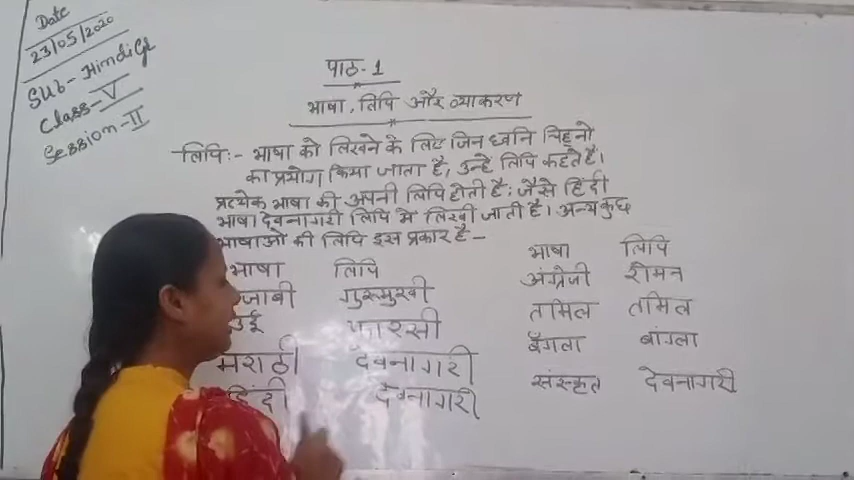 Date
23/05/2020
Sub- Hindi GL
Class- V
Session- II
पाठ-1
भाषा, लिपि और व्याकरण
लिपि:- भाषा को लिखने के लिए जिन ध्वनि चिह्नो
का प्रयोग किया जाता है, उन्हे लिपि कहते है।
प्रत्येक भाषा की अपनी लिपि होती है; जैसे हिंदी
भाषा देवनागरी लिपि मे लिखी जाती है। अन्य कुछ
भाषाओ की लिपि इस प्रकार है-
भाषा लिपि
जाबी गुरुमुखी
उर्दू फारसी
मराठी देवनागरी
हिंदी देवनागरी
भाषा लिपि
अंग्रेजी रोमन
तमिल तमिल
बँगला बांग्ला
संस्कृत देवनागरी